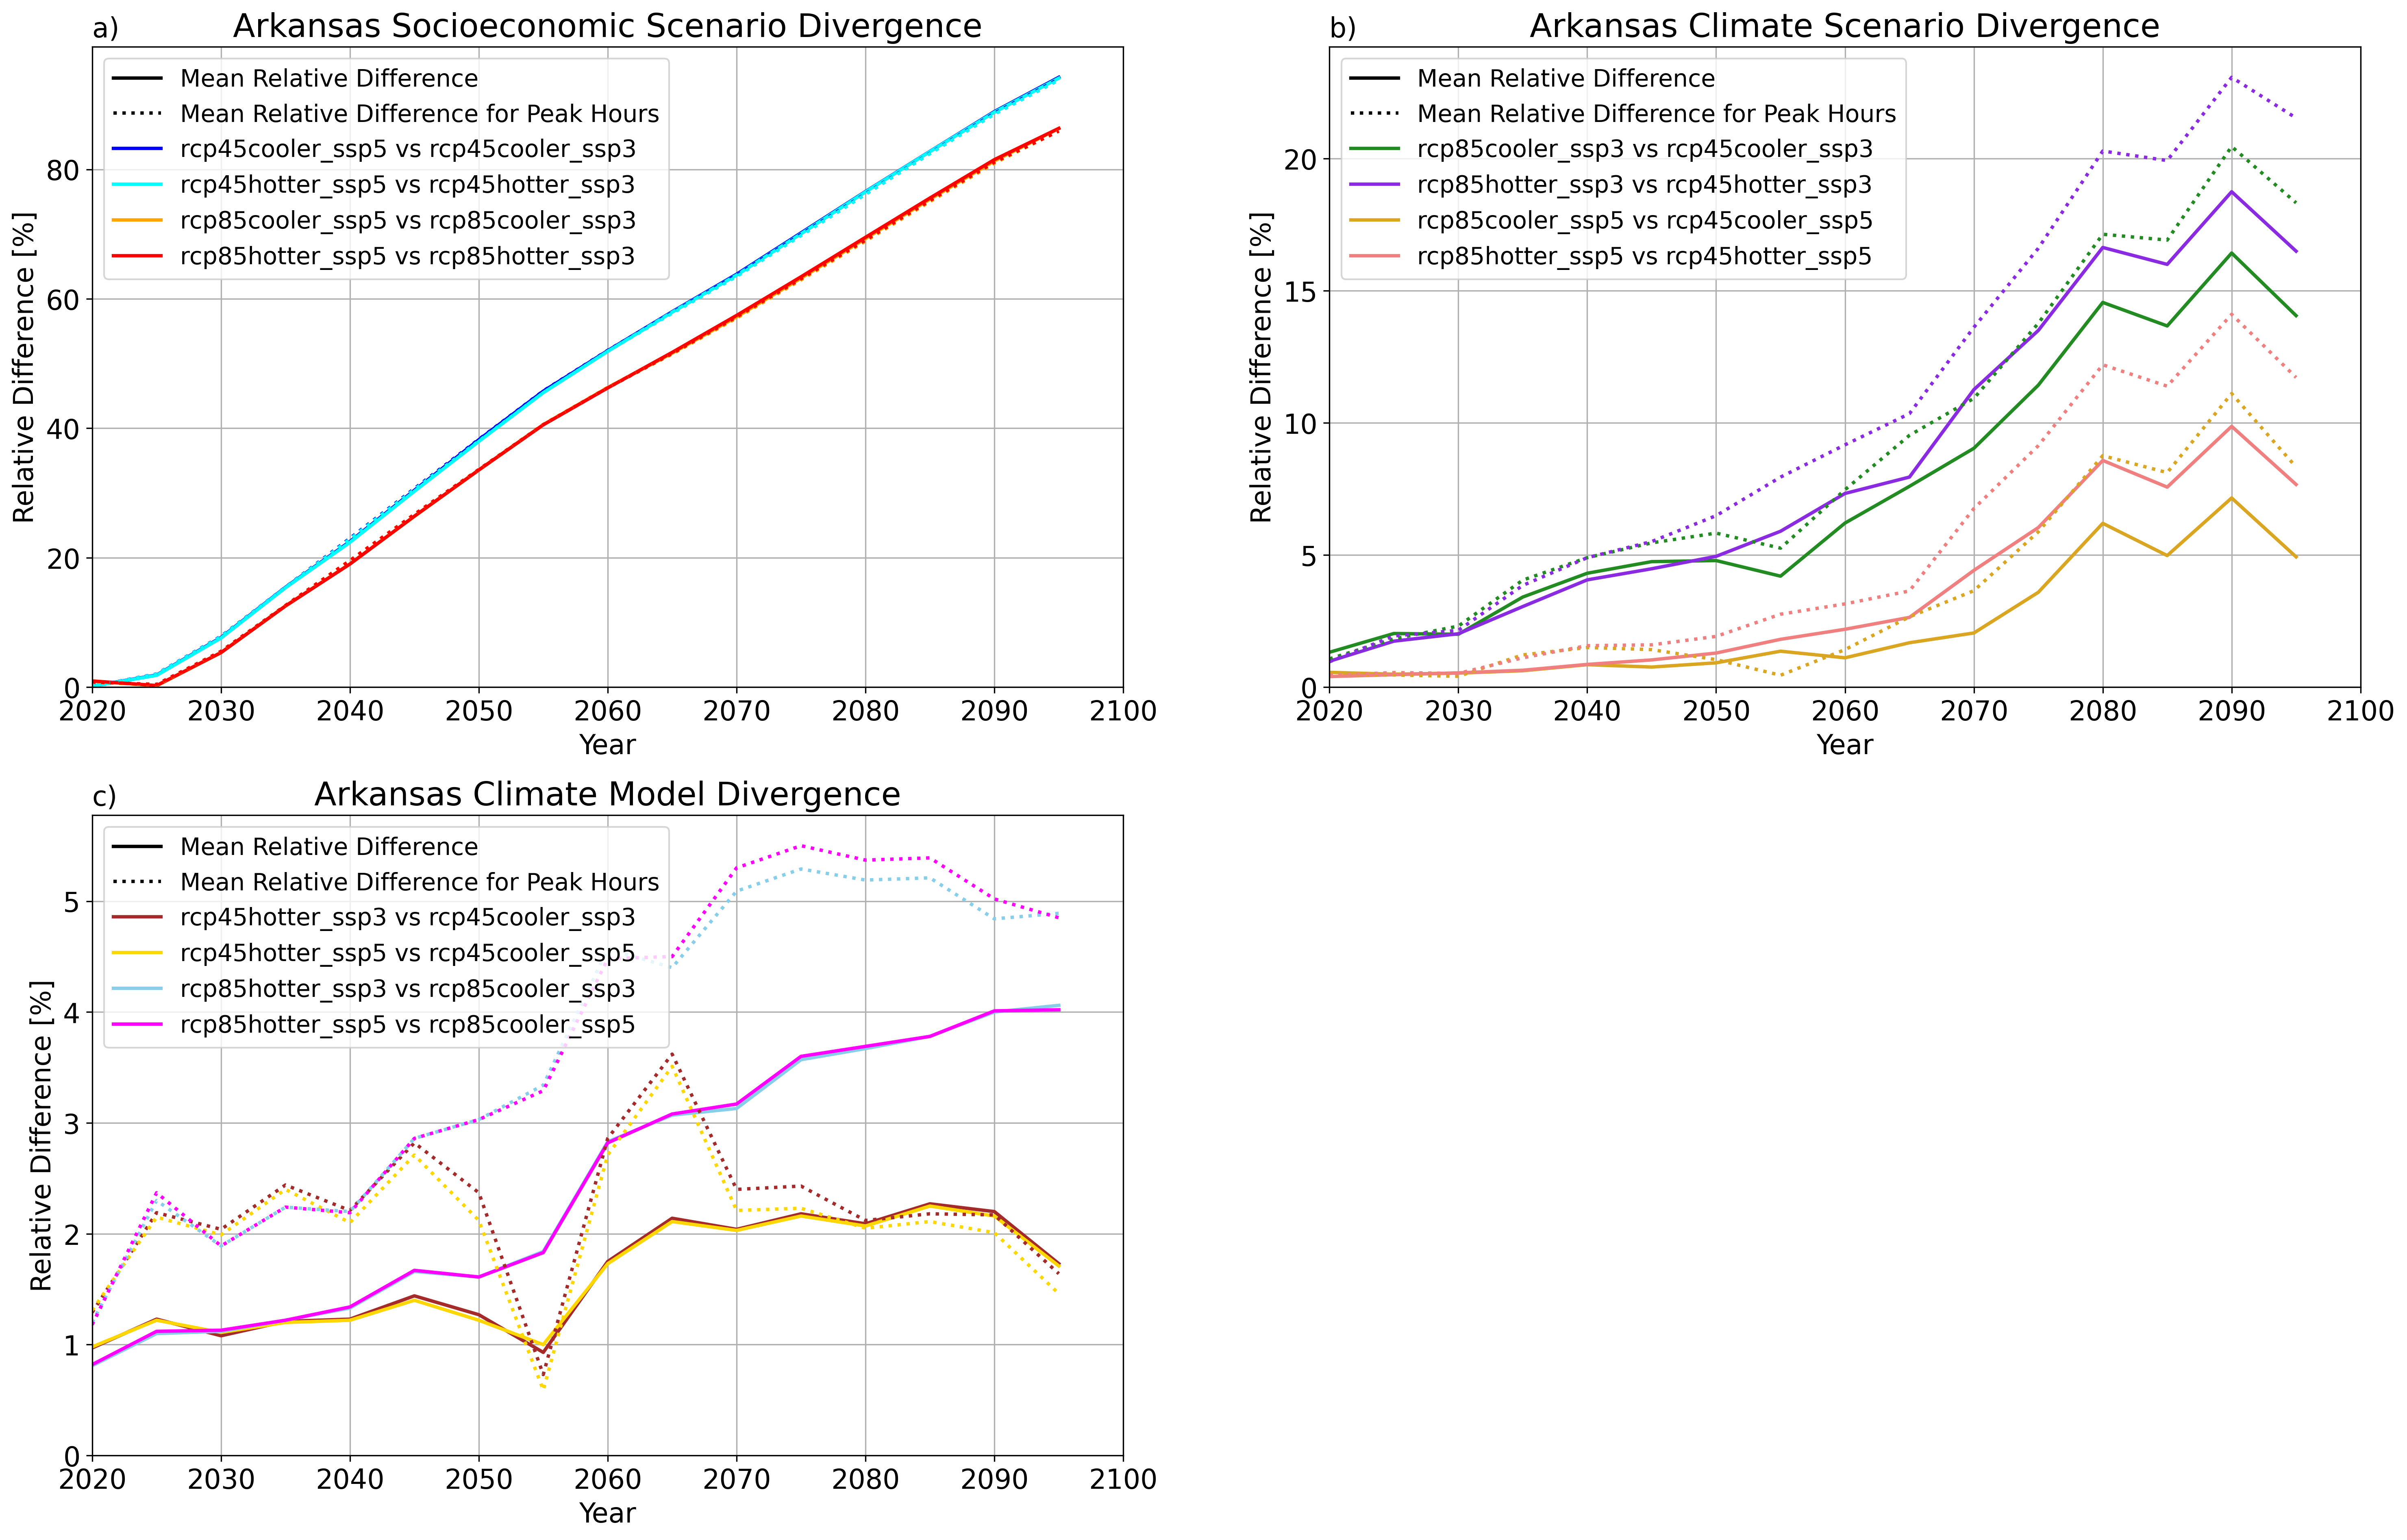 a)
Arkansas Socioeconomic Scenario Divergence
Mean Relative Difference
Mean Relative Difference for Peak Hours
rcp45cooler_ssp5 vs rcp45cooler_ssp3
rcp45hotter_ssp5 vs rcp45hotter_ssp3
rcp85cooler_ssp5 vs rcp85cooler_ssp3
rcp85hotter_ssp5 vs rcp85hotter_ssp3
Relative Difference [%]
80
60
40
20
0
2020 2030 2040 2050 2060 2070 2080 2090 2100
Year
b)
Arkansas Climate Scenario Divergence
Mean Relative Difference
Mean Relative Difference for Peak Hours
rcp85cooler_ssp3 vs rcp45cooler_ssp3
rcp85hotter_ssp3 vs rcp45hotter_ssp3
rcp85cooler_ssp5 vs rcp45cooler_ssp5
rcp85hotter_ssp5 vs rcp45hotter_ssp5
Relative Difference [%]
20
15
10
5
0
2020 2030 2040 2050 2060 2070 2080 2090 2100
Year
c)
Arkansas Climate Model Divergence
Mean Relative Difference
Mean Relative Difference for Peak Hours
rcp45hotter_ssp3 vs rcp45cooler_ssp3
rcp45hotter_ssp5 vs rcp45cooler_ssp5
rcp85hotter_ssp3 vs rcp85cooler_ssp3
rcp85hotter_ssp5 vs rcp85cooler_ssp5
Relative Difference [%]
5
4
3
2
1
0
2020 2030 2040 2050 2060 2070 2080 2090 2100
Year